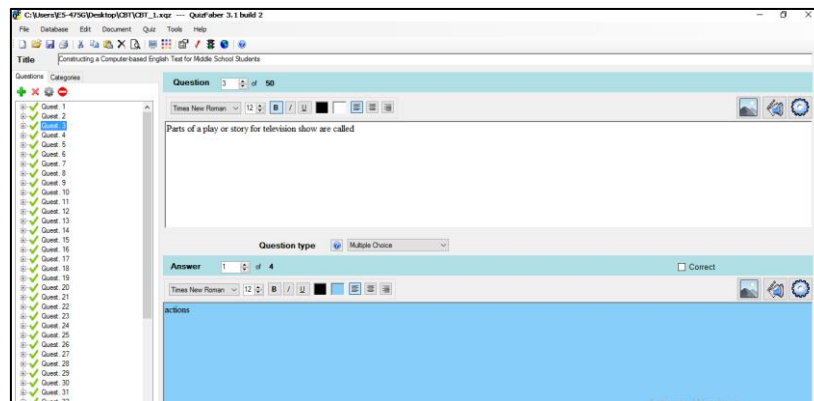 C:\Users\E5-475G\Desktop\CBT\CBT_1.xqz --- QuizFaber 3.1 build 2
File Database Edit Document Quiz Tools Help
Title Constructing a Computer-based English Test for Middle School Students
Questions Categories
Question 3 of 50
Times New Roman 12 B I U
Parts of a play or story for television show are called
Question type Multiple Choice
Answer 1 of 4 Correct
Times New Roman 12 B I U
actions
Quest. 1
Quest. 2
Quest. 3
Quest. 4
Quest. 5
Quest. 6
Quest. 7
Quest. 8
Quest. 9
Quest. 10
Quest. 11
Quest. 12
Quest. 13
Quest. 14
Quest. 15
Quest. 16
Quest. 17
Quest. 18
Quest. 19
Quest. 20
Quest. 21
Quest. 22
Quest. 23
Quest. 24
Quest. 25
Quest. 26
Quest. 27
Quest. 28
Quest. 29
Quest. 30
Quest. 31